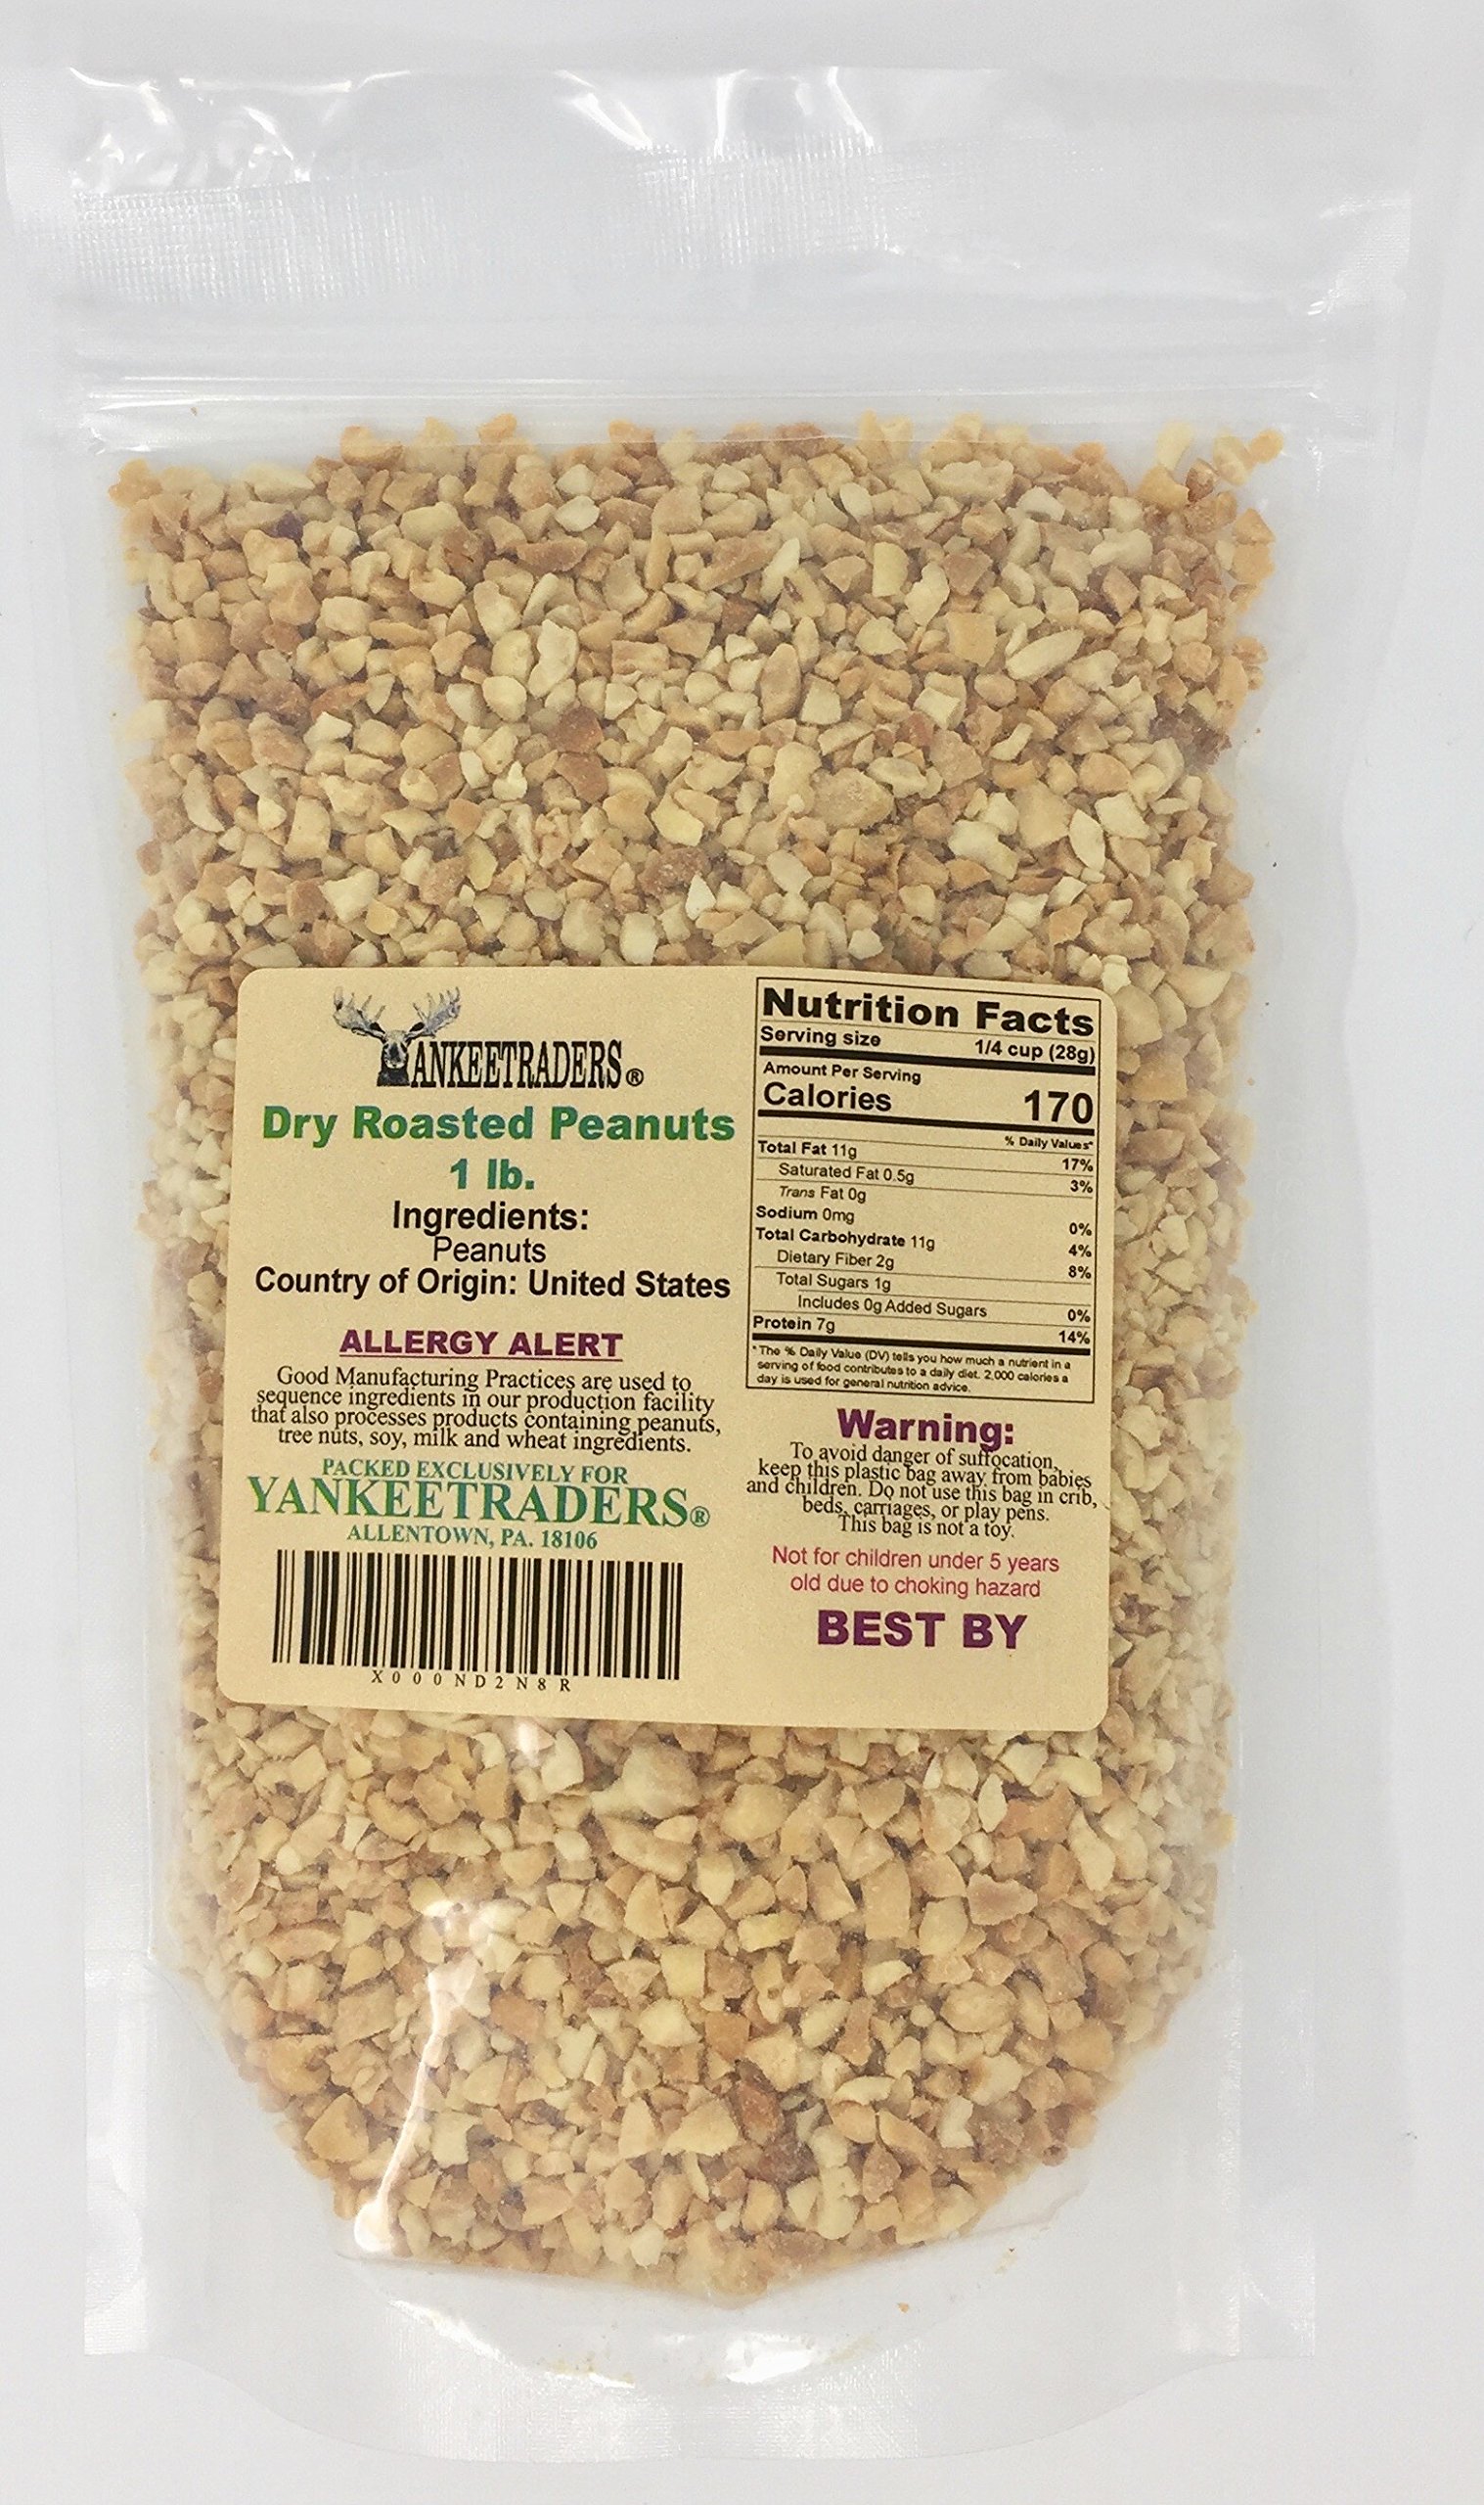 YANKEETRADERS®
Dry Roasted Peanuts
1 lb.
Ingredients:
Peanuts
Country of Origin: United States
ALLERGY ALERT
Good Manufacturing Practices are used to
sequence ingredients in our production facility
that also processes products containing peanuts,
tree nuts, soy, milk and wheat ingredients.
PACKED EXCLUSIVELY FOR
YANKEETRADERS®
ALLENTOWN, PA. 18106
X000ND2N8R
Nutrition Facts
Serving size 1/4 cup (28g)
Amount Per Serving
Calories 170
% Daily Values*
Total Fat 11g 17%
Saturated Fat 0.5g 3%
Trans Fat 0g
Sodium 0mg 0%
Total Carbohydrate 11g 4%
Dietary Fiber 2g 8%
Total Sugars 1g
Includes 0g Added Sugars 0%
Protein 7g 14%
*The % Daily Value (DV) tells you how much a nutrient in a
serving of food contributes to a daily diet. 2,000 calories a
day is used for general nutrition advice.
Warning:
To avoid danger of suffocation,
keep this plastic bag away from babies
and children. Do not use this bag in crib,
beds, carriages, or play pens.
This bag is not a toy.
Not for children under 5 years
old due to choking hazard
BEST BY